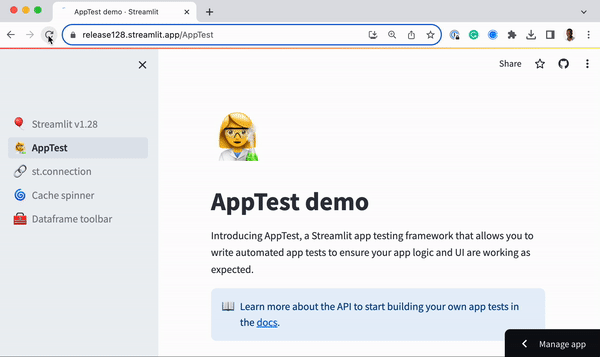 AppTest demo · Streamlit
release128.streamlit.app/AppTest
Share
Streamlit v1.28
AppTest
st.connection
Cache spinner
Dataframe toolbar
AppTest demo
Introducing AppTest, a Streamlit app testing framework that allows you to
write automated app tests to ensure your app logic and UI are working as
expected.
Learn more about the API to start building your own app tests in
the docs.
Manage app